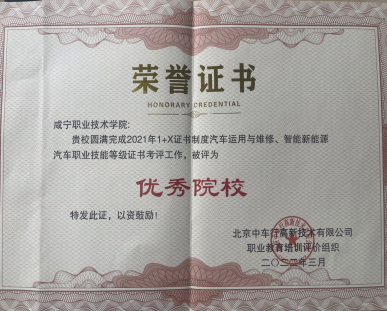 荣誉证书
HONORARY CREDENTIAL
咸宁职业技术学院:
贵校圆满完成2021年1+X证书制度汽车运用与维修、智能新能源
汽车职业技能等级证书考评工作，被评为
优秀院校
特发此证，以资鼓励！
北京中车行高新技术有限公司
职业教育培训评价组织
二〇二二年三月